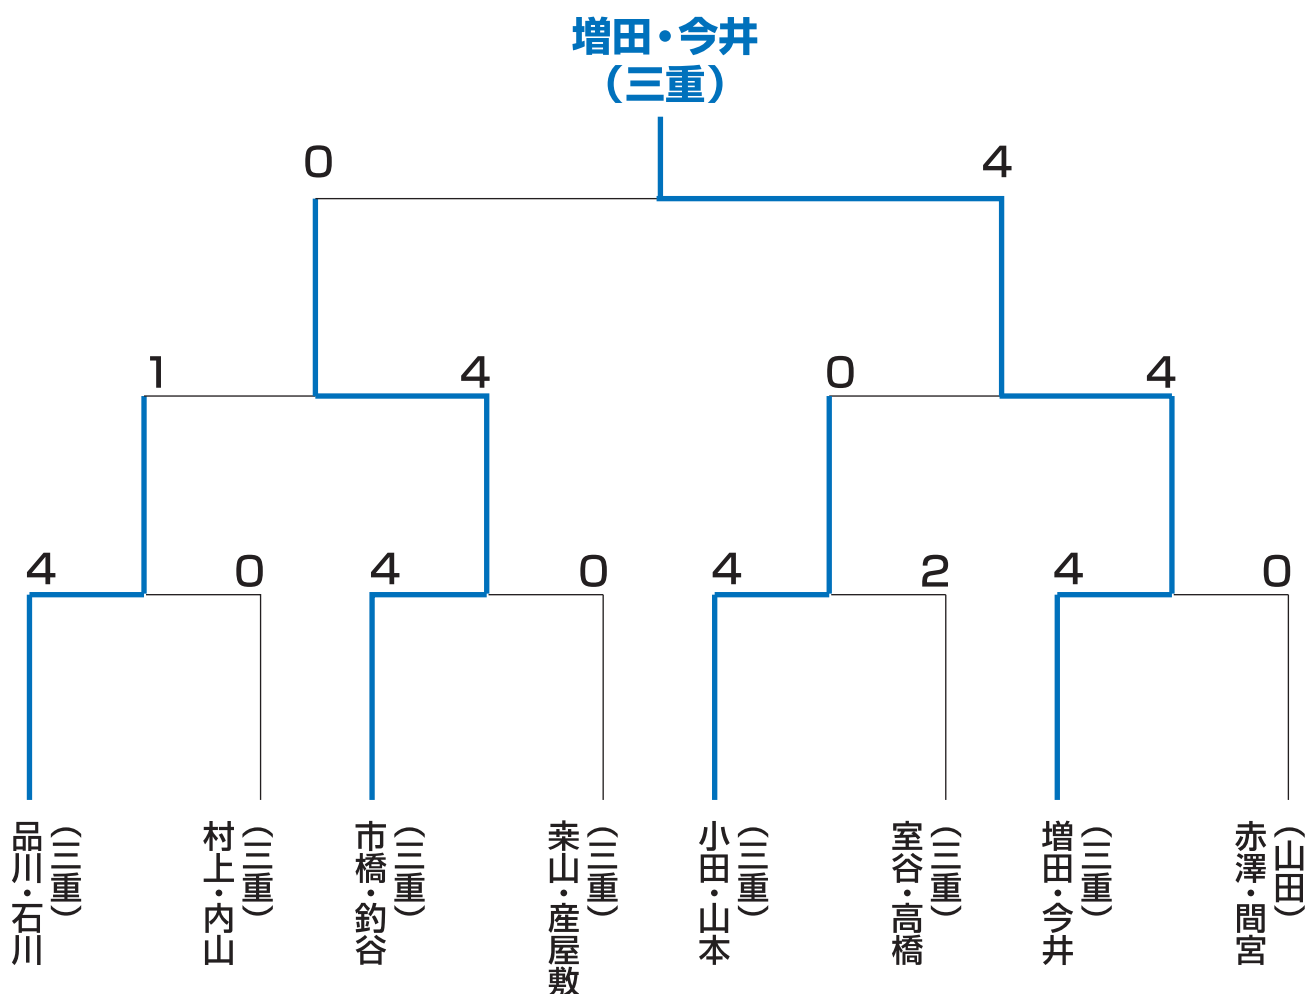 増田・今井
（三重）
0
4
1
4
0
4
4
0
4
0
4
2
4
0
品川・石川
（三重）
村上・内山
（三重）
市橋・釣谷
（三重）
葉山・産屋敷
（三重）
小田・山本
（三重）
室谷・高橋
（三重）
増田・今井
（三重）
赤澤・間宮
（山田）